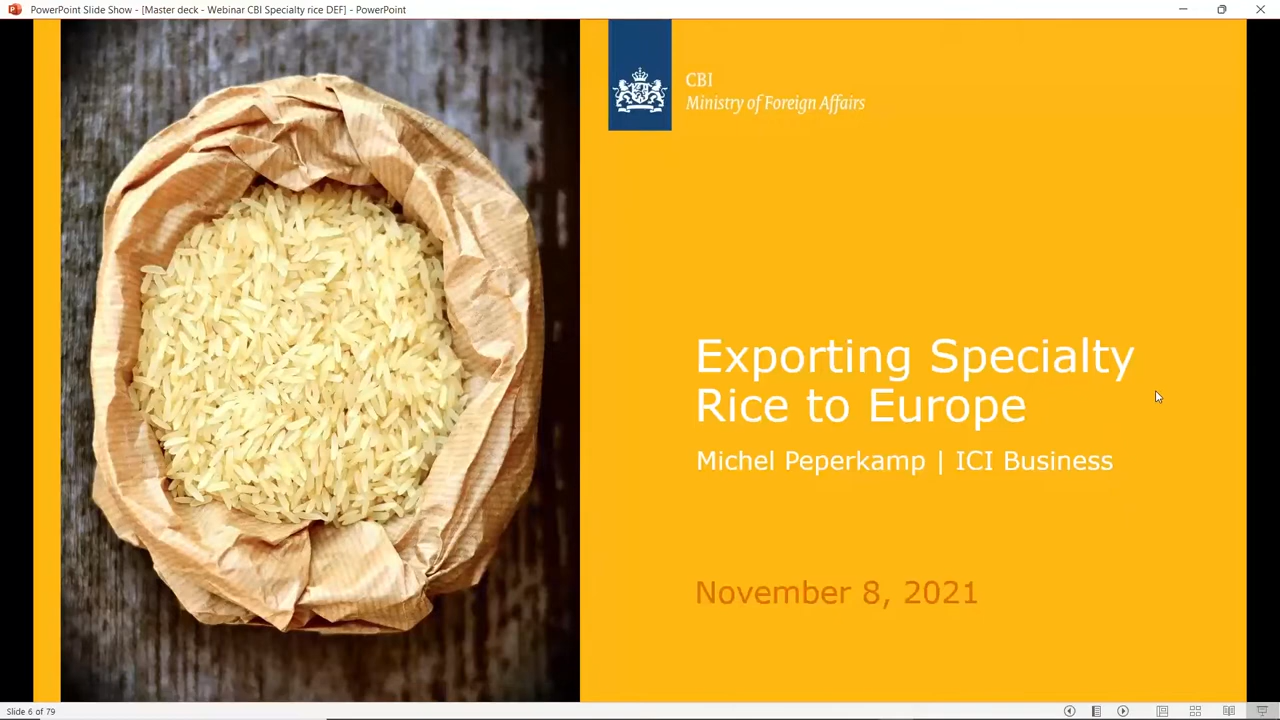 PowerPoint Slide Show - [Master deck - Webinar CBI Specialty rice DEF] - PowerPoint
CBI
Ministry of Foreign Affairs
Exporting Specialty
Rice to Europe
Michel Peperkamp | ICI Business
November 8, 2021
Slide 6 of 79